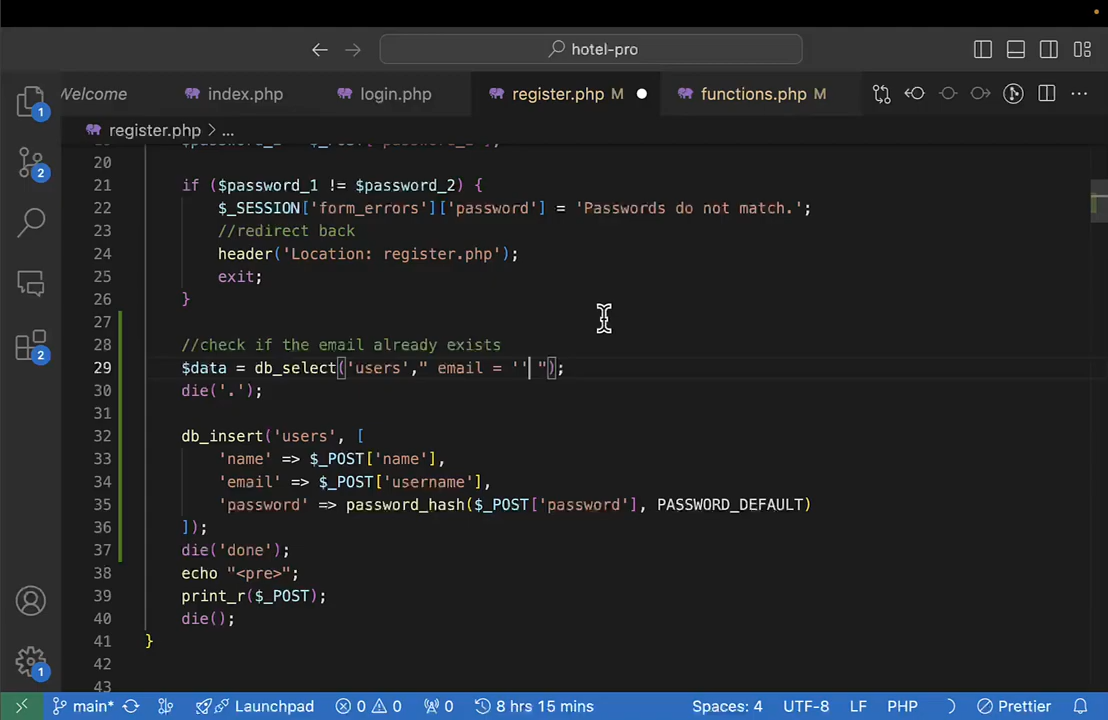 hotel-pro
Welcome index.php login.php register.php M functions.php M
register.php > ...
20
21 if ($password_1 != $password_2) {
22 $_SESSION['form_errors']['password'] = 'Passwords do not match.';
23 //redirect back
24 header('Location: register.php');
25 exit;
26 }
27
28 //check if the email already exists
29 $data = db_select('users'," email = '' ");
30 die('.');
31
32 db_insert('users', [
33 'name' => $_POST['name'],
34 'email' => $_POST['username'],
35 'password' => password_hash($_POST['password'], PASSWORD_DEFAULT)
36 ]);
37 die('done');
38 echo "<pre>";
39 print_r($_POST);
40 die();
41 }
42
43
1
2
2
1
main* Launchpad 0 0 0 8 hrs 15 mins Spaces: 4 UTF-8 LF PHP Prettier